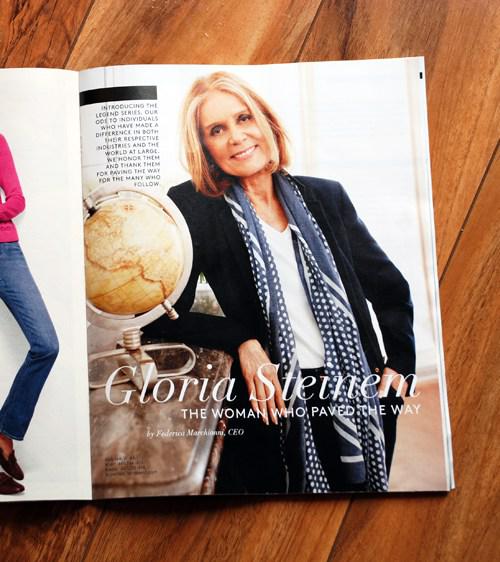 INTRODUCING THE
LEGEND SERIES, OUR
ODE TO INDIVIDUALS
WHO HAVE MADE A
DIFFERENCE IN BOTH
THEIR RESPECTIVE
INDUSTRIES AND THE
WORLD AT LARGE.
WE HONOR THEM
AND THANK THEM
FOR PAVING THE WAY
FOR THE MANY WHO
FOLLOW.
Gloria Steinem
THE WOMAN WHO PAVED THE WAY
by Federica Marchionni, CEO